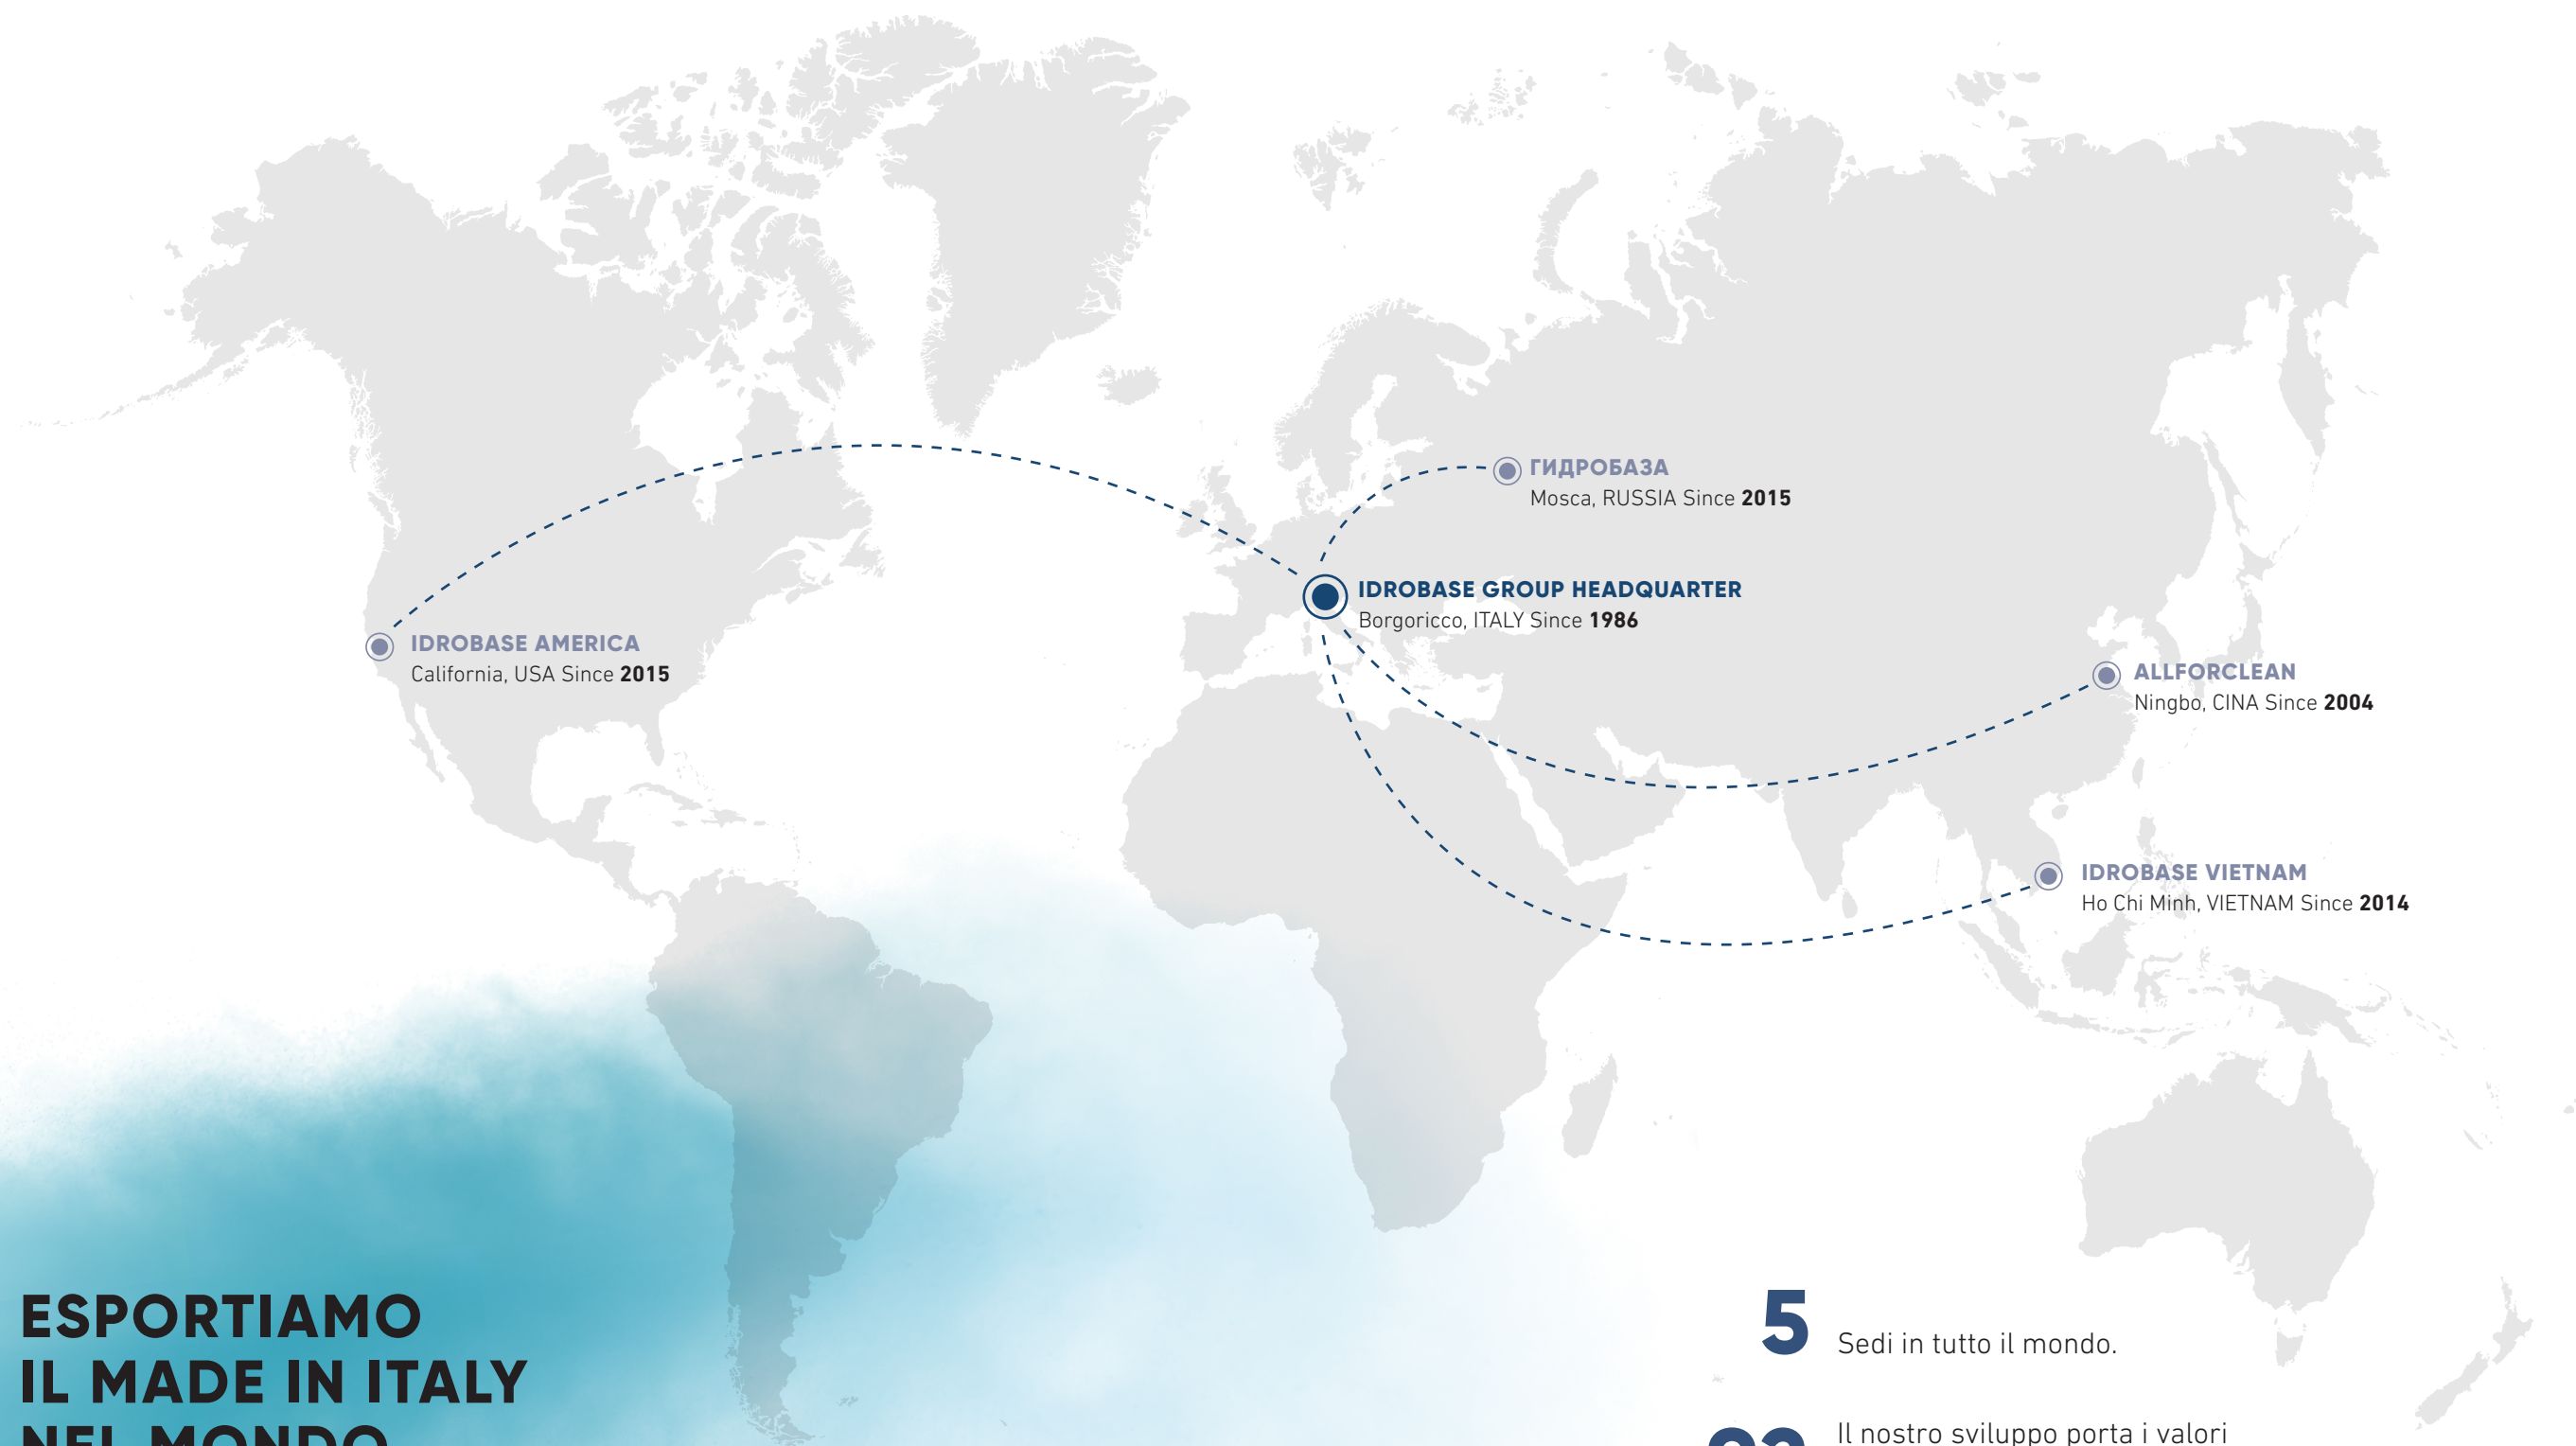 ГИДРОБАЗА
Mosca, RUSSIA Since 2015
IDROBASE GROUP HEADQUARTER
Borgoricco, ITALY Since 1986
IDROBASE AMERICA
California, USA Since 2015
ALLFORCLEAN
Ningbo, CINA Since 2004
IDROBASE VIETNAM
Ho Chi Minh, VIETNAM Since 2014
ESPORTIAMO
IL MADE IN ITALY
NEL MONDO
5
Sedi in tutto il mondo.
Il nostro sviluppo porta i valori